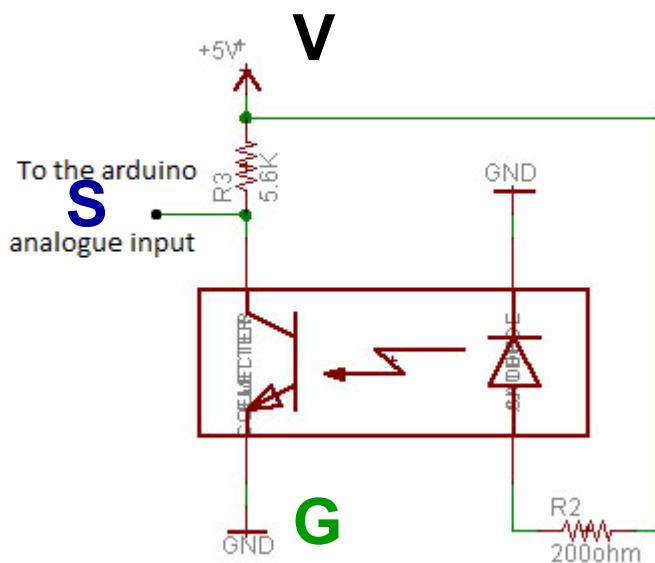 V
+5V
To the arduino
S
analogue input
R3
5.6K
GND
G
GND
R2
200ohm